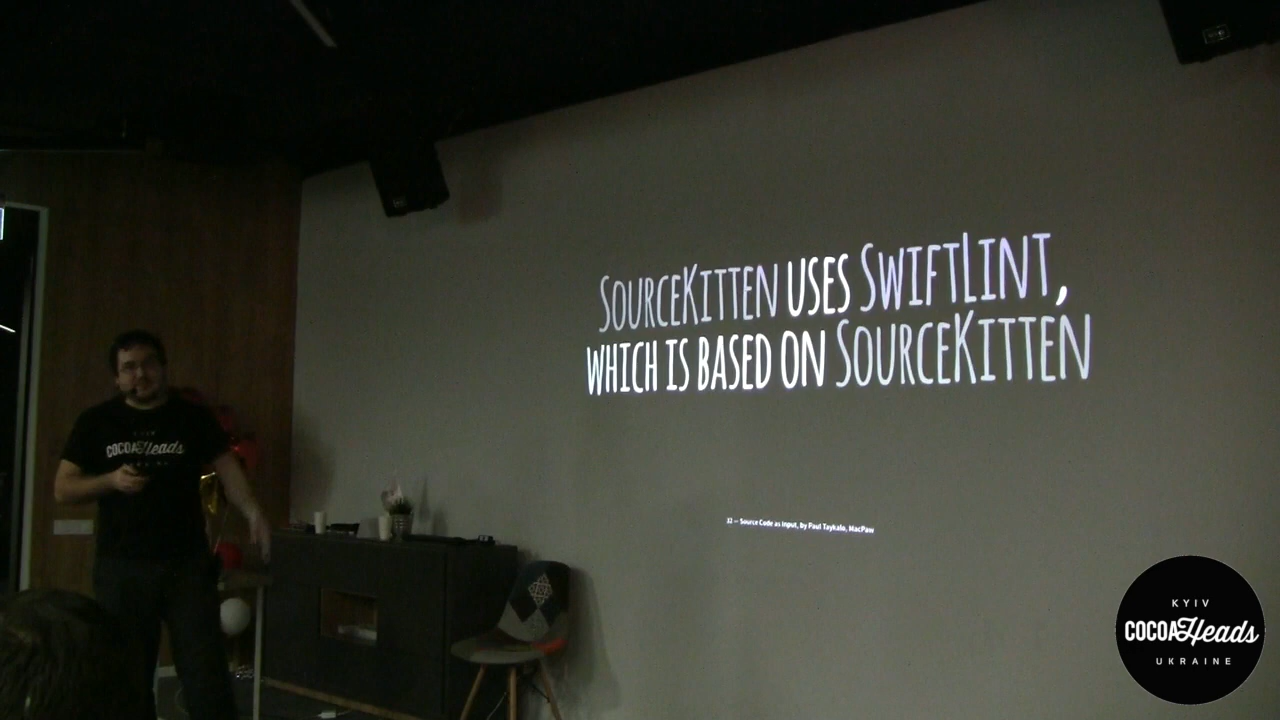 SourceKitten uses SwiftLint,
which is based on SourceKitten
32 — Source Code as Input, by Paul Taykalo, MacPaw
COCOAHeads
KYIV
COCOAHeads
UKRAINE